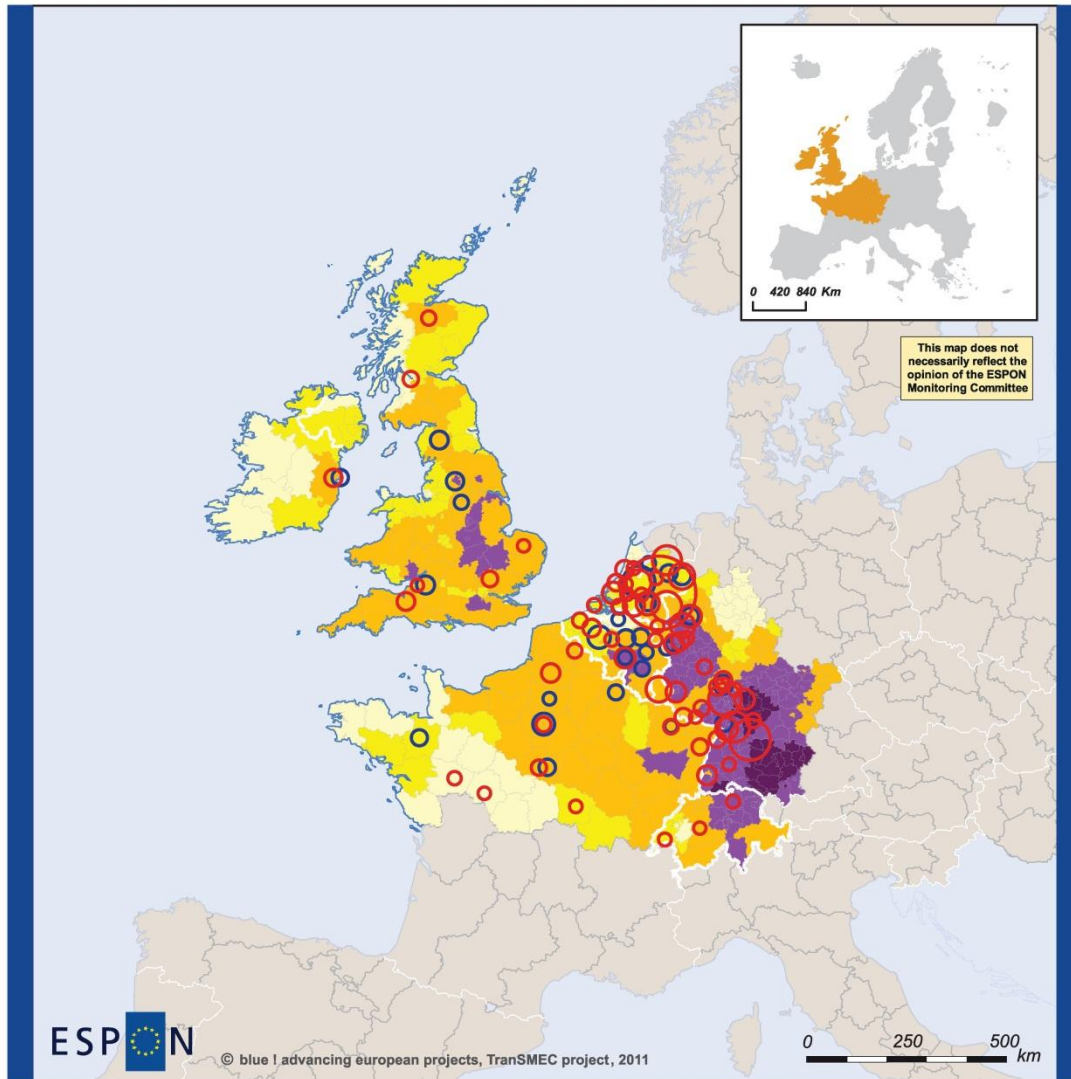 0 420 840 Km
This map does not
necessarily reflect the
opinion of the ESPON
Monitoring Committee
ESPON
© blue ! advancing european projects, TranSMEC project, 2011
0 250 500
km